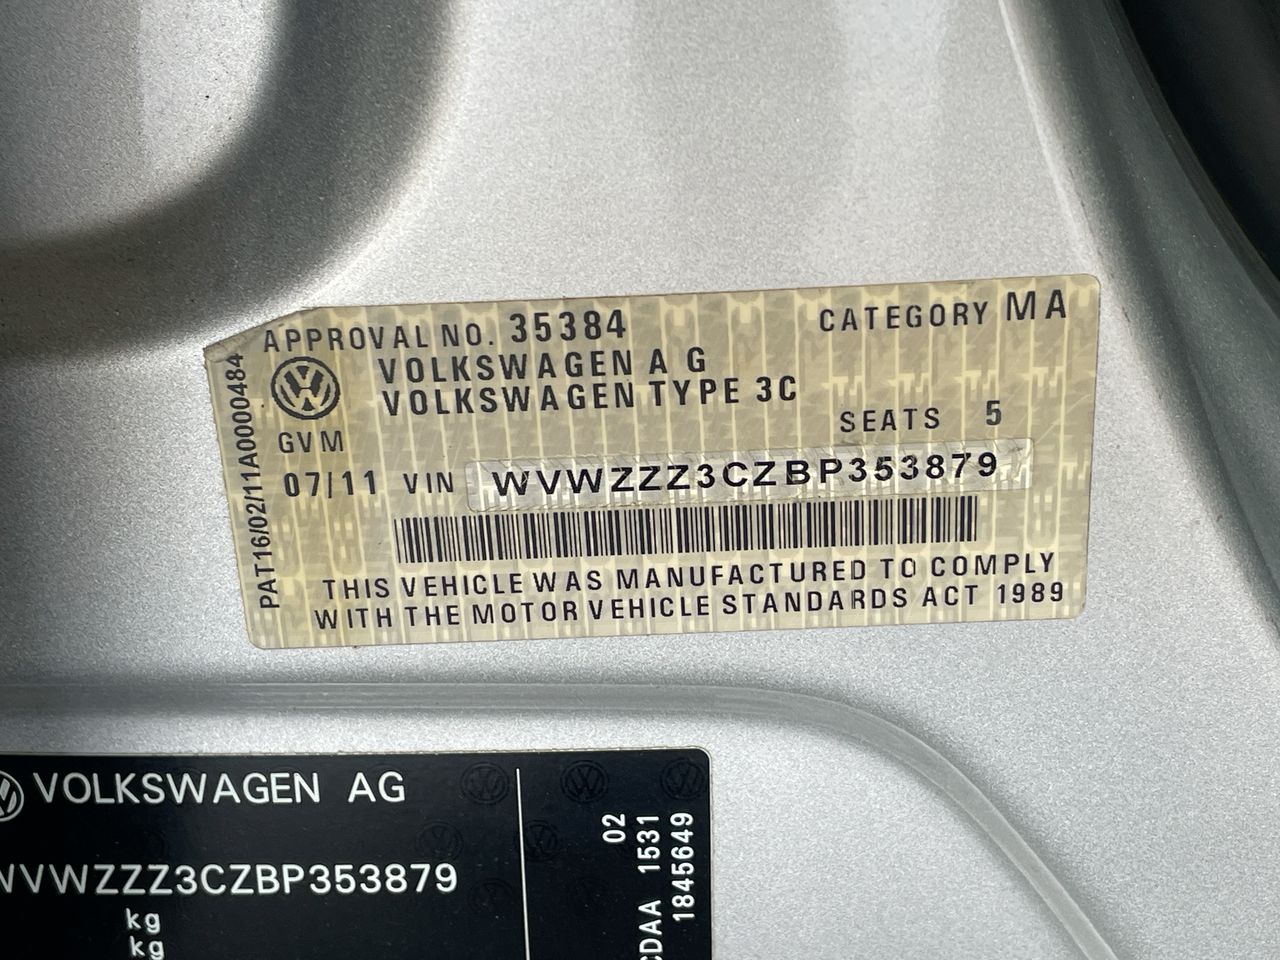 APPROVAL NO. 35384
CATEGORY MA
VOLKSWAGEN AG
VOLKSWAGEN TYPE 3C
SEATS 5
GVM
07/11 VIN WVWZZZ3CZBP353879
THIS VEHICLE WAS MANUFACTURED TO COMPLY
WITH THE MOTOR VEHICLE STANDARDS ACT 1989
PAT16/02/11A0000484
VOLKSWAGEN AG
WVWZZZ3CZBP353879
kg
kg
02
CDAA 1531
1845649